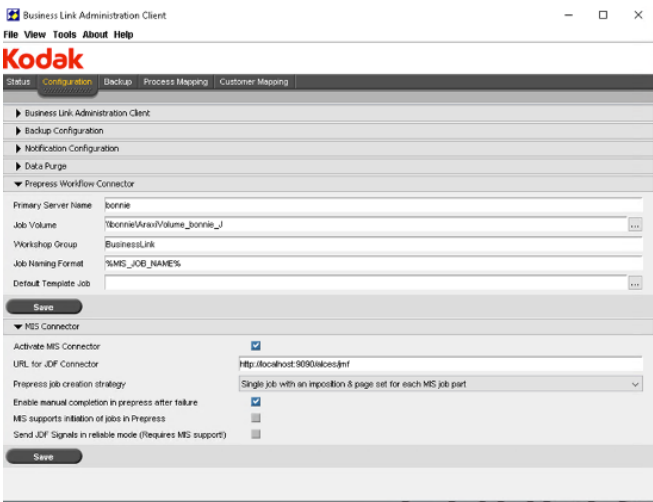 Business Link Administration Client
File View Tools About Help
Kodak
Status Configuration Backup Process Mapping Customer Mapping
Business Link Administration Client
Backup Configuration
Notification Configuration
Data Purge
Prepress Workflow Connector
Primary Server Name bonnie
Job Volume \\bonnie\AraxiVolume_bonnie_J ...
Workshop Group BusinessLink
Job Naming Format %MIS_JOB_NAME%
Default Template Job ...
Save
MIS Connector
Activate MIS Connector
URL for JDF Connector http://localhost:9090/alces/jmf
Prepress job creation strategy Single job with an imposition & page set for each MIS job part
Enable manual completion in prepress after failure
MIS supports initiation of jobs in Prepress
Send JDF Signals in reliable mode (Requires MIS support!)
Save